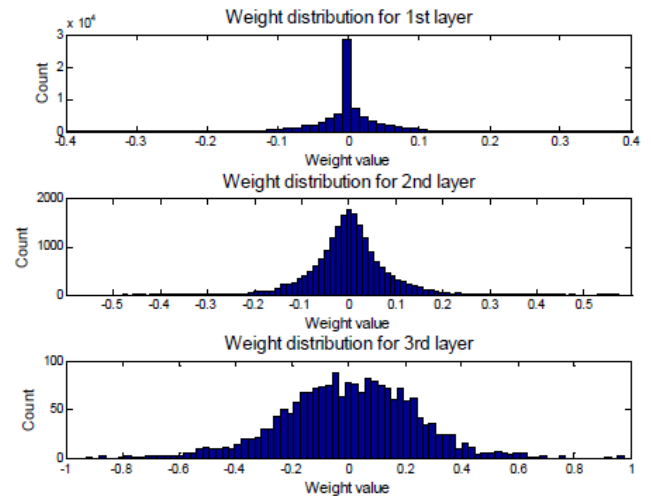 Weight distribution for 1st layer
x 10^4
3
2
1
0
Count
-0.4 -0.3 -0.2 -0.1 0 0.1 0.2 0.3 0.4
Weight value
Weight distribution for 2nd layer
2000
1000
0
Count
-0.5 -0.4 -0.3 -0.2 -0.1 0 0.1 0.2 0.3 0.4 0.5
Weight value
Weight distribution for 3rd layer
100
50
0
Count
-1 -0.8 -0.6 -0.4 -0.2 0 0.2 0.4 0.6 0.8 1
Weight value